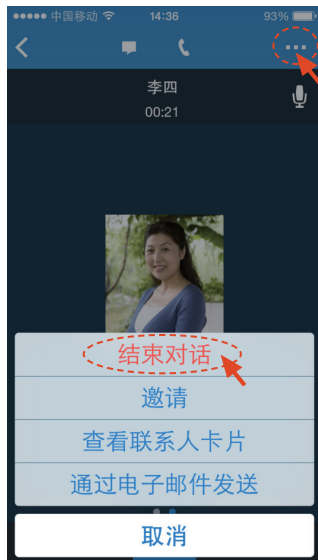 中国移动 14:36 93%
李四
00:21
结束对话
邀请
查看联系人卡片
通过电子邮件发送
取消